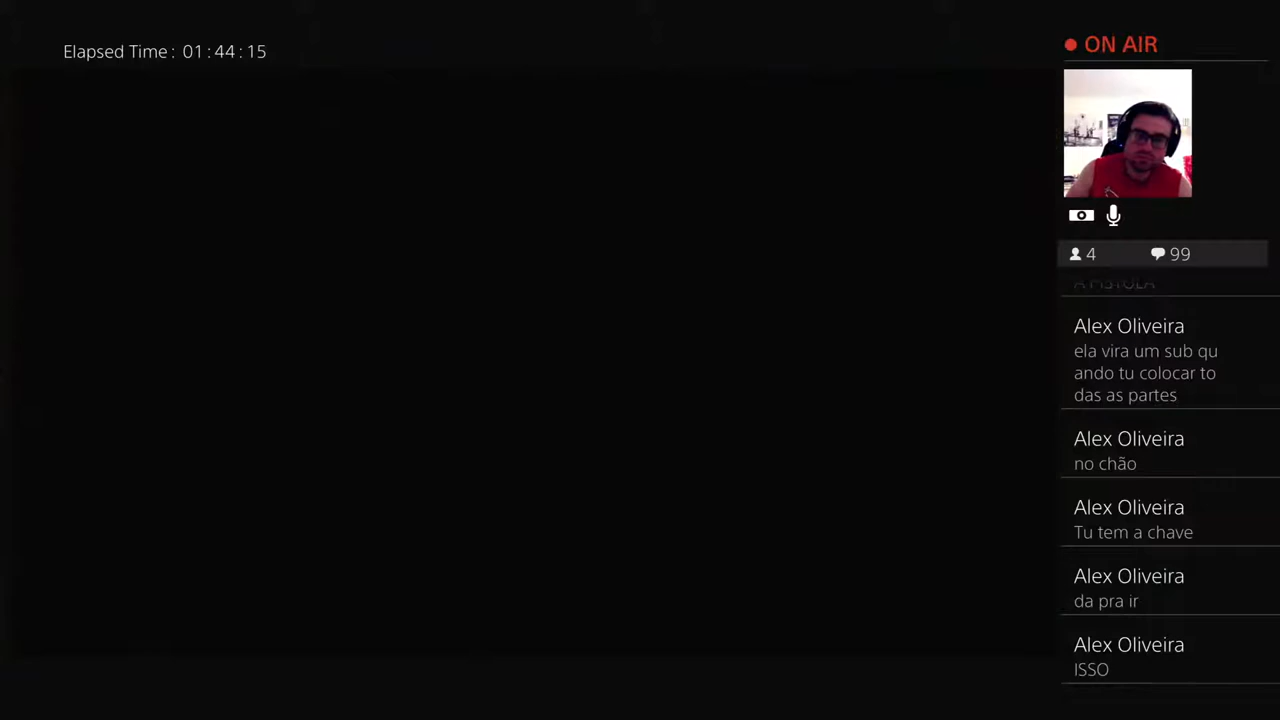 Elapsed Time: 01:44:15
ON AIR
4 99
A PISTOLA
Alex Oliveira
ela vira um sub qu
ando tu colocar to
das as partes
Alex Oliveira
no chão
Alex Oliveira
Tu tem a chave
Alex Oliveira
da pra ir
Alex Oliveira
ISSO